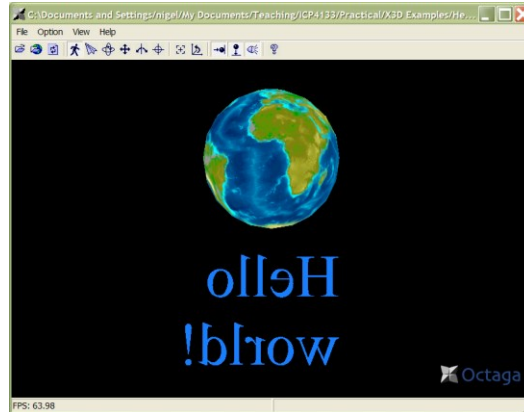 C:\Documents and Settings/nigel/My Documents/Teaching/ICP4133/Practical/X3D Examples/He...
File Option View Help
Hello
world!
Octaga
FPS: 63.98